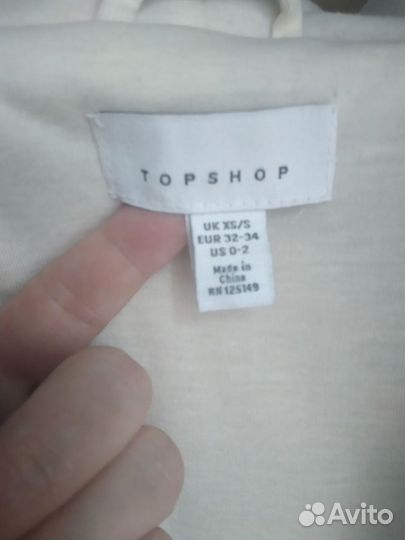 TOPSHOP
UK XS/S
EUR 32-34
US 0-2
Made in
China
RN 125149
Avito